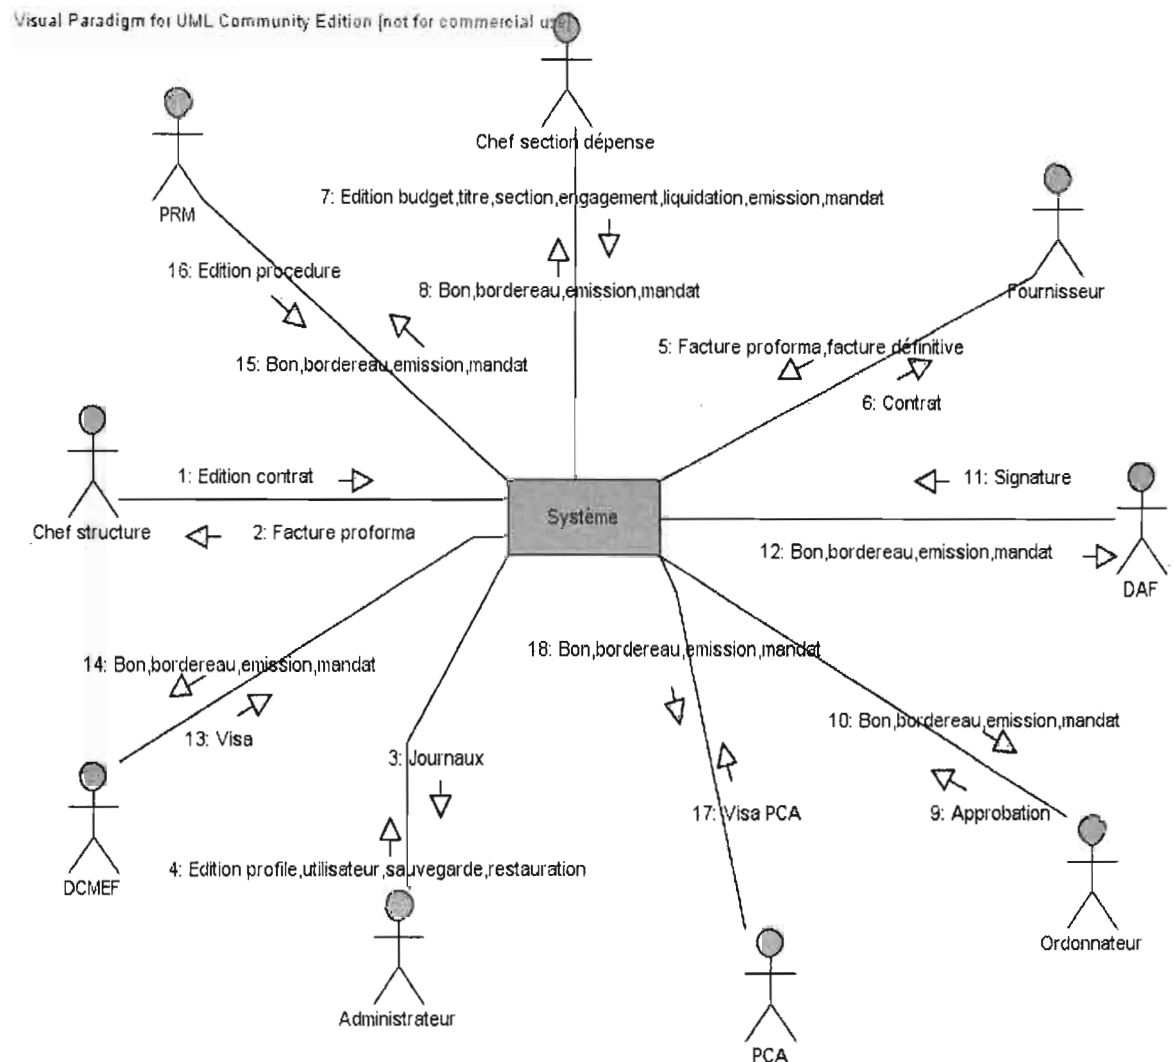 Visual Paradigm for UML Community Edition [not for commercial use]
Chef section dépense
PRM
7: Edition budget,titre,section,engagement,liquidation,emission,mandat
Fournisseur
16: Edition procedure
8: Bon,bordereau,emission,mandat
5: Facture proforma,facture définitive
15: Bon,bordereau,emission,mandat
6: Contrat
1: Edition contrat
11: Signature
Système
Chef structure
2: Facture proforma
12: Bon,bordereau,emission,mandat
DAF
18: Bon,bordereau,emission,mandat
14: Bon,bordereau,emission,mandat
10: Bon,bordereau,emission,mandat
13: Visa
3: Journaux
17: Visa PCA
9: Approbation
4: Edition profile,utilisateur,sauvegarde,restauration
DCMEF
Ordonnateur
Administrateur
PCA